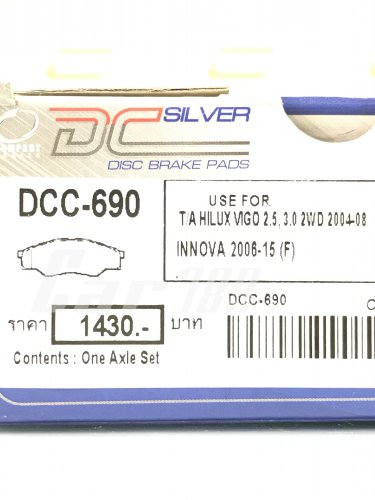 DC SILVER
COMPACT
DISC BRAKE PADS
DCC-690
USE FOR
T/A HILUX VIGO 2.5, 3.0 2WD 2004-08
INNOVA 2006-15 (F)
DCC-690
ราคา 1430.- บาท
Contents : One Axle Set